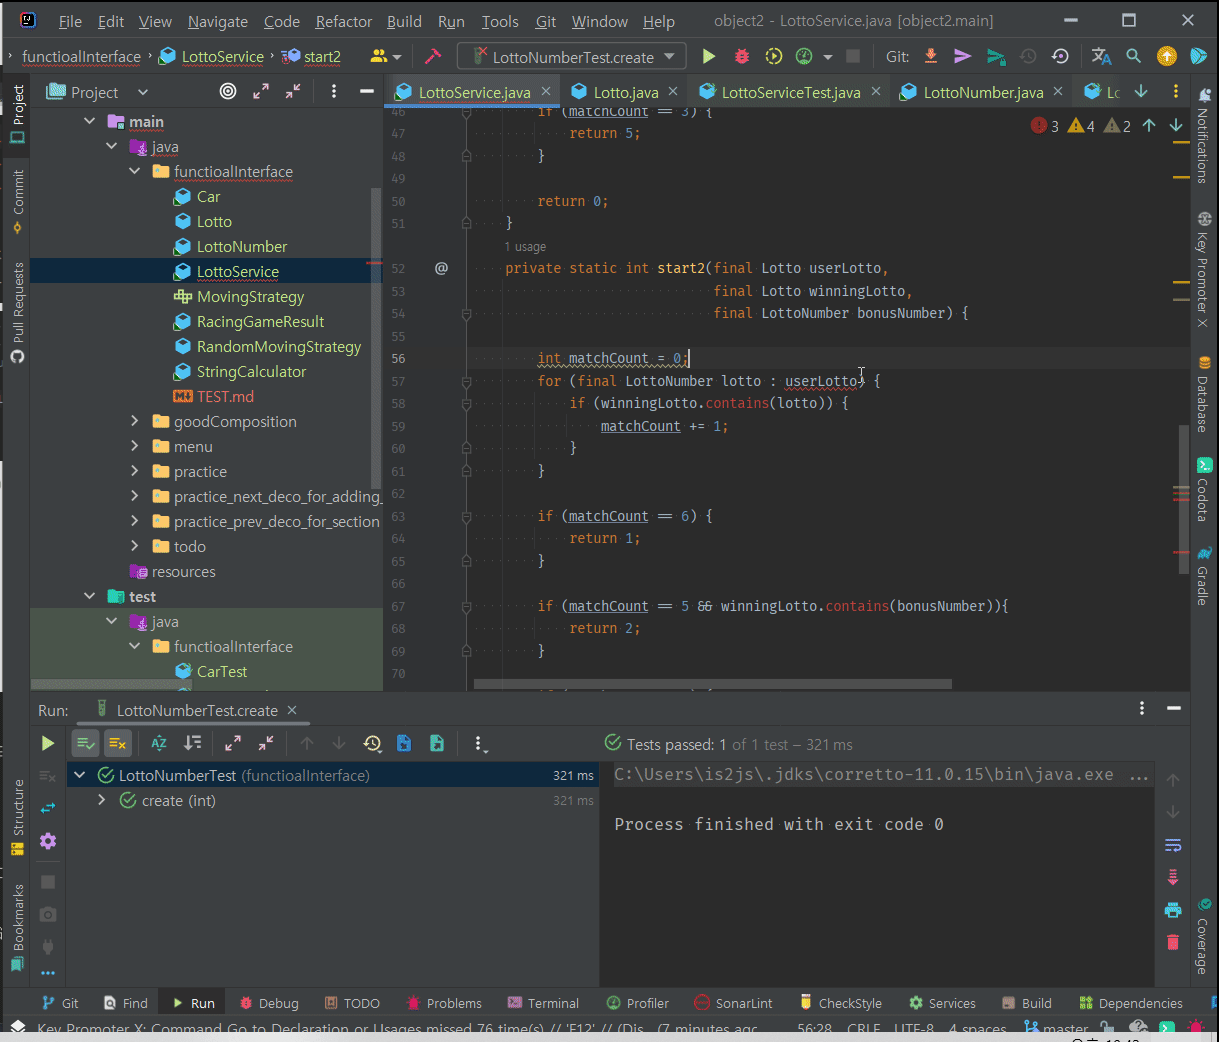 File Edit View Navigate Code Refactor Build Run Tools Git Window Help object2 - LottoService.java [object2.main]
functioalInterface LottoService start2 LottoNumberTest.create Git:
Project LottoService.java Lotto.java LottoServiceTest.java LottoNumber.java Lc
main
java
functioalInterface
Car
Lotto
LottoNumber
LottoService
MovingStrategy
RacingGameResult
RandomMovingStrategy
StringCalculator
TEST.md
goodComposition
menu
practice
practice_next_deco_for_adding_
practice_prev_deco_for_section
todo
resources
test
java
functioalInterface
CarTest
3 4 2
46 if (matchCount == 3) {
47 return 5;
48 }
49
50 return 0;
51 }
1 usage
52 @ private static int start2(final Lotto userLotto,
53 final Lotto winningLotto,
54 final LottoNumber bonusNumber) {
55
56 int matchCount = 0;
57 for (final LottoNumber lotto : userLotto) {
58 if (winningLotto.contains(lotto)) {
59 matchCount += 1;
60 }
61 }
62
63 if (matchCount == 6) {
64 return 1;
65 }
66
67 if (matchCount == 5 && winningLotto.contains(bonusNumber)){
68 return 2;
69 }
70
Project
Commit
Pull Requests
Structure
Bookmarks
Notifications
Key Promoter X
Database
Codota
Gradle
Coverage
Run: LottoNumberTest.create
Tests passed: 1 of 1 test – 321 ms
LottoNumberTest (functioalInterface) 321 ms
create (int) 321 ms
C:\Users\is2js\.jdks\corretto-11.0.15\bin\java.exe ...
Process finished with exit code 0
Git Find Run Debug TODO Problems Terminal Profiler SonarLint CheckStyle Services Build Dependencies
Key Promoter X: Command Go to Declaration or Usages missed 76 time(s) // 'F12' // (Dis... (7 minutes ago 56:28 CRLF UTF-8 4 spaces master